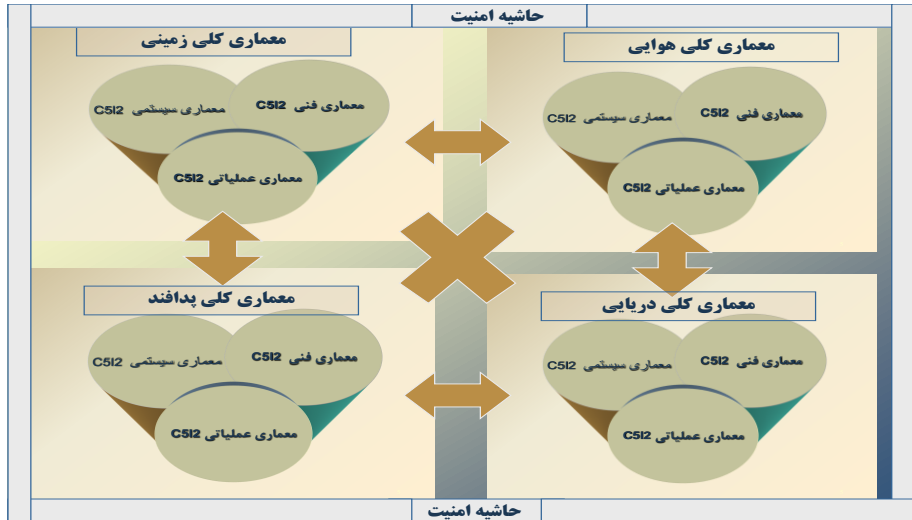 حاشیه امنیت
معماری کلی هوایی
معماری فنی C5I2
معماری سیستمی C5I2
معماری عملیاتی C5I2
معماری کلی زمینی
معماری فنی C5I2
معماری سیستمی C5I2
معماری عملیاتی C5I2
معماری کلی دریایی
معماری فنی C5I2
معماری سیستمی C5I2
معماری عملیاتی C5I2
معماری کلی پدافند
معماری فنی C5I2
معماری سیستمی C5I2
معماری عملیاتی C5I2
حاشیه امنیت